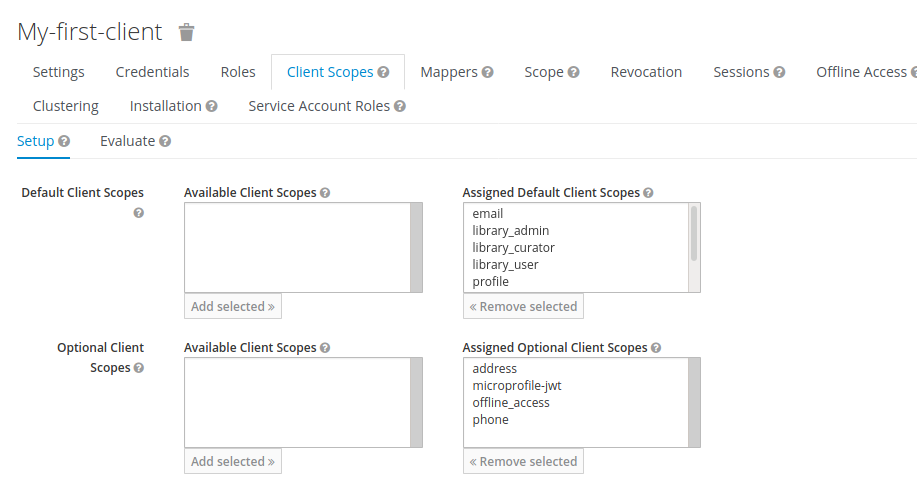 My-first-client
Settings Credentials Roles Client Scopes Mappers Scope Revocation Sessions Offline Access
Clustering Installation Service Account Roles
Setup Evaluate
Default Client Scopes Available Client Scopes Assigned Default Client Scopes
email
library_admin
library_curator
library_user
profile
Add selected » « Remove selected
Optional Client Scopes Available Client Scopes Assigned Optional Client Scopes
address
microprofile-jwt
offline_access
phone
Add selected » « Remove selected